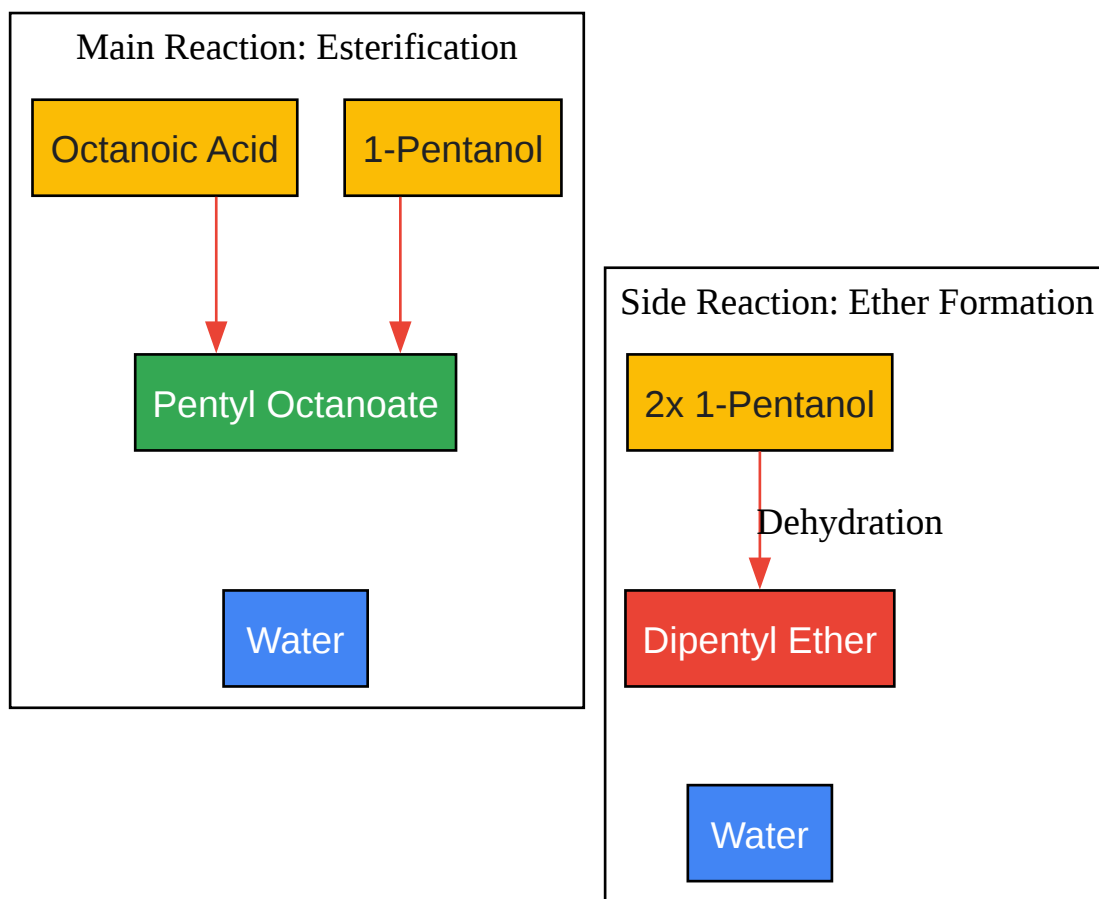 Main Reaction: Esterification
Octanoic Acid
1-Pentanol
Pentyl Octanoate
Water
Side Reaction: Ether Formation
2x 1-Pentanol
Dehydration
Dipentyl Ether
Water